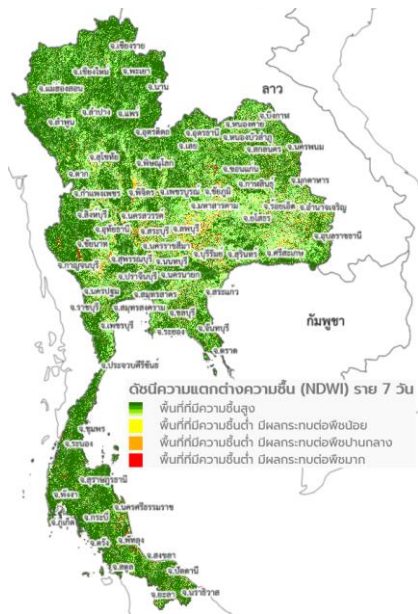 จ.เชียงราย
จ.เชียงใหม่
จ.พะเยา
จ.แม่ฮ่องสอน
จ.น่าน
ลาว
จ.ลำปาง
จ.แพร่
จ.ลำพูน
จ.บึงกาฬ
จ.หนองคาย
จ.อุตรดิตถ์
จ.อุดรธานี
จ.หนองบัวลำภู
จ.เลย
จ.สกลนคร
จ.นครพนม
จ.สุโขทัย
จ.พิษณุโลก
จ.ขอนแก่น
จ.ตาก
จ.กาฬสินธุ์
จ.มุกดาหาร
จ.กำแพงเพชร
จ.พิจิตร
จ.เพชรบูรณ์
จ.ชัยภูมิ
จ.มหาสารคาม
จ.ร้อยเอ็ด
จ.อำนาจเจริญ
จ.สิงห์บุรี
จ.นครสวรรค์
จ.ยโสธร
จ.อุทัยธานี
จ.สระบุรี
จ.ลพบุรี
จ.อุบลราชธานี
จ.ชัยนาท
จ.นครราชสีมา
จ.บุรีรัมย์
จ.สุรินทร์
จ.ศรีสะเกษ
จ.กาญจนบุรี
จ.สุพรรณบุรี
จ.นนทบุรี
จ.ปราจีนบุรี
จ.นครนายก
จ.นครปฐม
จ.สมุทรสาคร
จ.สระแก้ว
จ.ราชบุรี
จ.สมุทรสงคราม
จ.ชลบุรี
กัมพูชา
จ.เพชรบุรี
จ.ระยอง
จ.จันทบุรี
จ.ตราด
จ.ประจวบคีรีขันธ์
ดัชนีความแตกต่างความชื้น (NDWI) ราย 7 วัน
พื้นที่ที่มีความชื้นสูง
พื้นที่ที่มีความชื้นต่ำ มีผลกระทบต่อพืชน้อย
พื้นที่ที่มีความชื้นต่ำ มีผลกระทบต่อพืชปานกลาง
พื้นที่ที่มีความชื้นต่ำ มีผลกระทบต่อพืชมาก
จ.ชุมพร
จ.ระนอง
จ.สุราษฎร์ธานี
จ.พังงา
จ.นครศรีธรรมราช
จ.ภูเก็ต
จ.กระบี่
จ.ตรัง
จ.พัทลุง
จ.สงขลา
จ.สตูล
จ.ปัตตานี
จ.ยะลา
จ.นราธิวาส